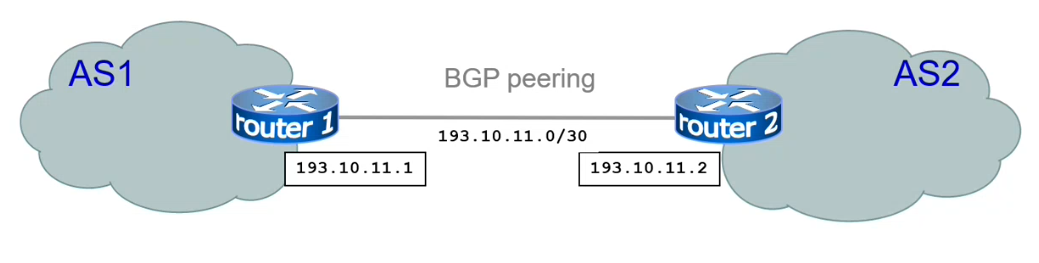 AS1
BGP peering
AS2
router 1
193.10.11.0/30
router 2
193.10.11.1
193.10.11.2